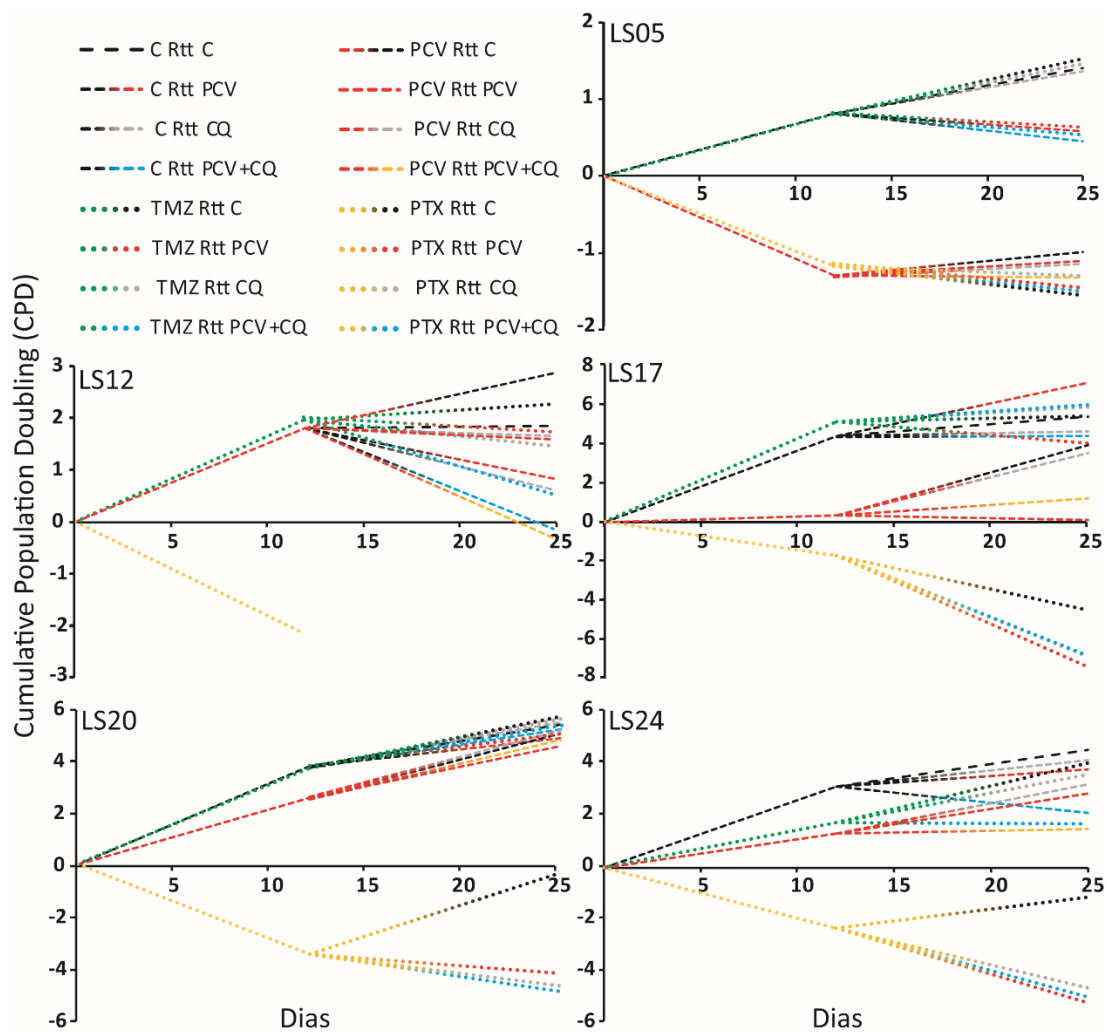 C Rtt C
C Rtt PCV
C Rtt CQ
C Rtt PCV+CQ
TMZ Rtt C
TMZ Rtt PCV
TMZ Rtt CQ
TMZ Rtt PCV+CQ
PCV Rtt C
PCV Rtt PCV
PCV Rtt CQ
PCV Rtt PCV+CQ
PTX Rtt C
PTX Rtt PCV
PTX Rtt CQ
PTX Rtt PCV+CQ
LS05
2
1
0
-1
-2
5 10 15 20 25
Cumulative Population Doubling (CPD)
LS12
3
2
1
0
-1
-2
-3
5 10 15 20 25
LS17
8
6
4
2
0
-2
-4
-6
-8
5 10 15 20 25
LS20
6
4
2
0
-2
-4
-6
5 10 15 20 25
Dias
LS24
6
4
2
0
-2
-4
-6
5 10 15 20 25
Dias